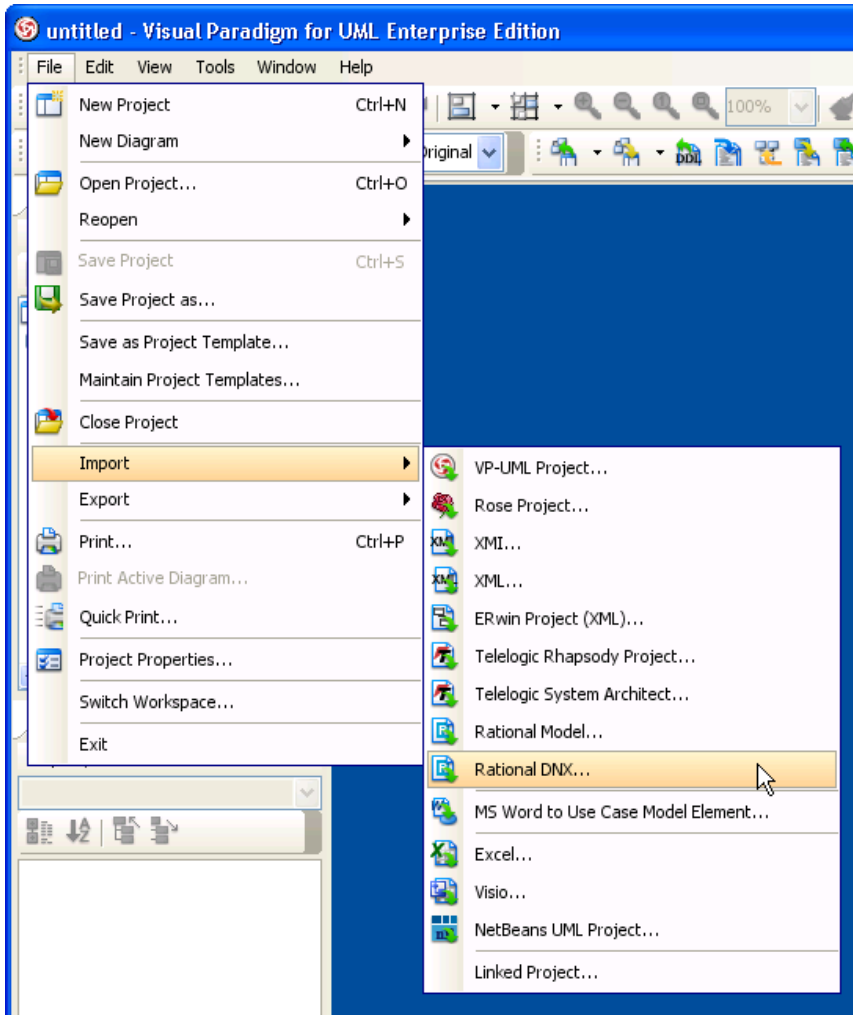 untitled - Visual Paradigm for UML Enterprise Edition
File Edit View Tools Window Help
New Project Ctrl+N
100%
New Diagram
Original
DDL
Open Project... Ctrl+O
Reopen
Save Project Ctrl+S
Save Project as...
Save as Project Template...
Maintain Project Templates...
Close Project
Import
Export
Print... Ctrl+P
Print Active Diagram...
Quick Print...
Project Properties...
Switch Workspace...
Exit
VP-UML Project...
Rose Project...
XMI...
XML...
ERwin Project (XML)...
Telelogic Rhapsody Project...
Telelogic System Architect...
Rational Model...
Rational DNX...
MS Word to Use Case Model Element...
Excel...
Visio...
NetBeans UML Project...
Linked Project...